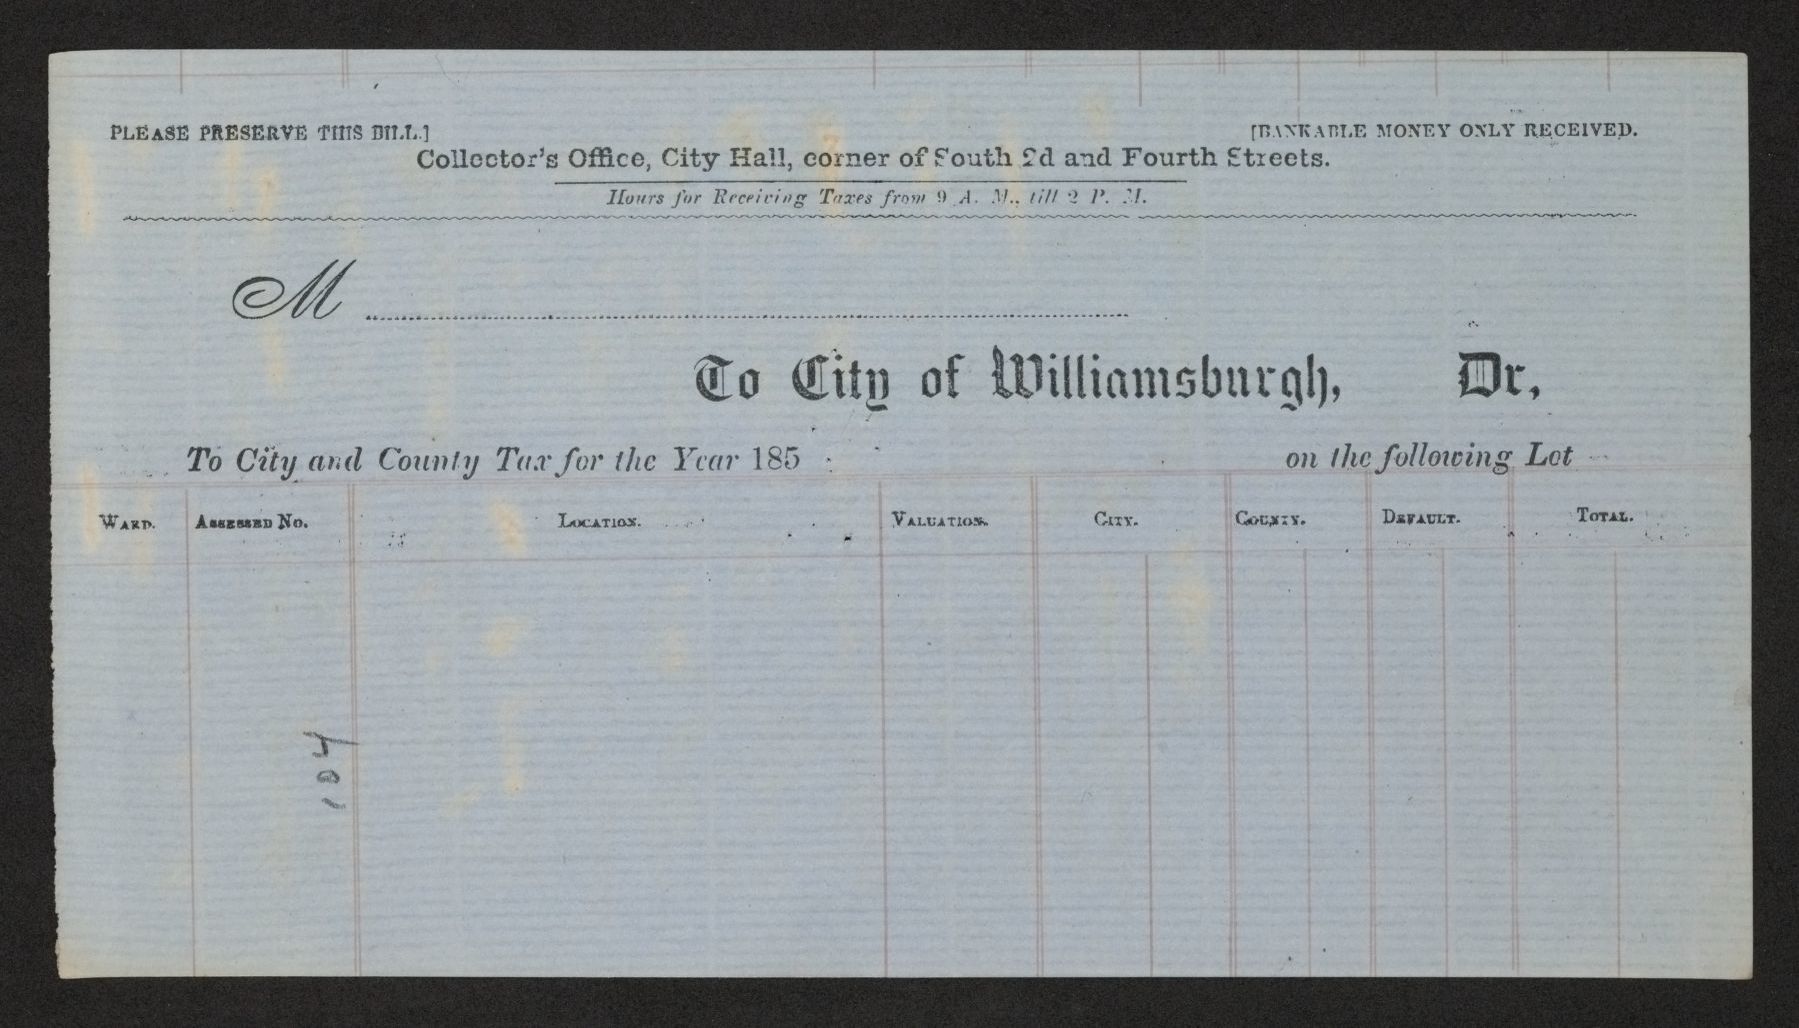 PLEASE PRESERVE THIS BILL.] [BANKABLE MONEY ONLY RECEIVED.
Collector's Office, City Hall, corner of South 2d and Fourth Streets.
Hours for Receiving Taxes from 9 A. M., till 2 P. M.
M
To City of Williamsburgh, Dr,
To City and County Tax for the Year 185 on the following Lot
WARD. ASSESSED NO. LOCATION. VALUATION. CITY. COUNTY. DEFAULT. TOTAL.
104